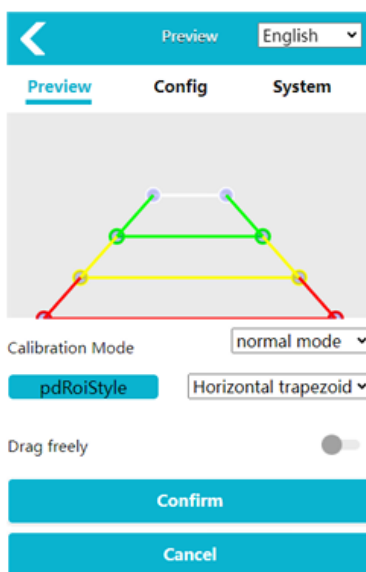 Preview English
Preview Config System
Calibration Mode normal mode
pdRoiStyle Horizontal trapezoid
Drag freely
Confirm
Cancel